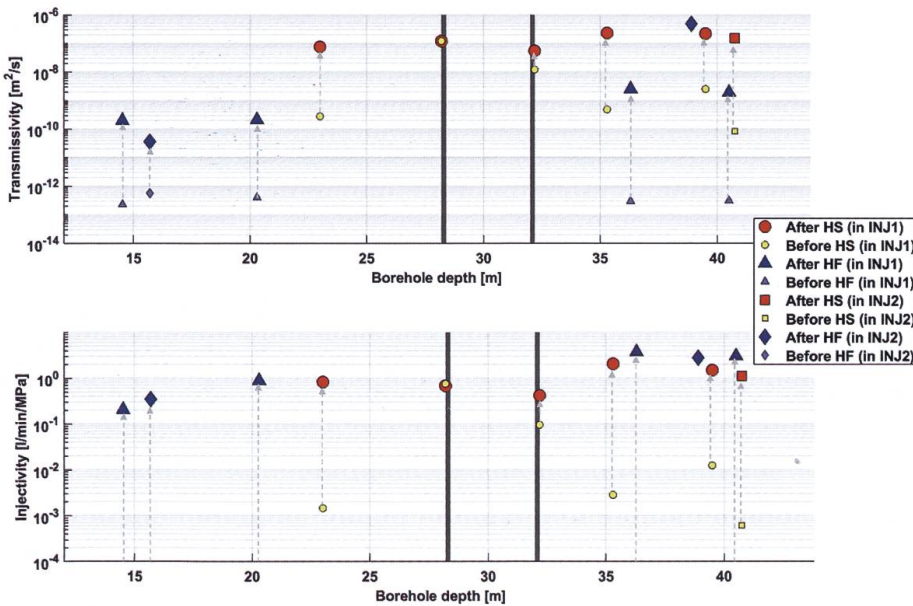 10^-6
10^-8
10^-10
10^-12
10^-14
Transmissivity [m²/s]
15 20 25 30 35 40
Borehole depth [m]
After HS (in INJ1)
Before HS (in INJ1)
After HF (in INJ1)
Before HF (in INJ1)
After HS (in INJ2)
Before HS (in INJ2)
After HF (in INJ2)
Before HF (in INJ2)
10^0
10^-1
10^-2
10^-3
10^-4
Injectivity [l/min/MPa]
15 20 25 30 35 40
Borehole depth [m]